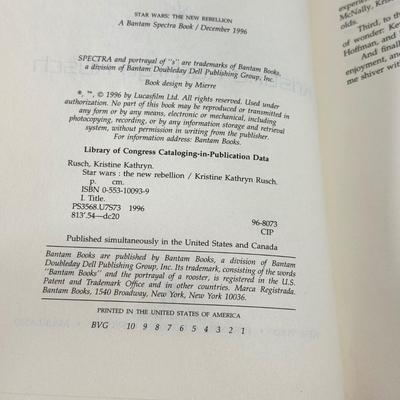 STAR WARS: THE NEW REBELLION
A Bantam Spectra Book / December 1996
SPECTRA and portrayal of "s" are trademarks of Bantam Books,
a division of Bantam Doubleday Dell Publishing Group, Inc.
Book design by Mierre
®, ™, © 1996 by Lucasfilm Ltd. All rights reserved. Used under
authorization. No part of this book may be reproduced or transmitted in
any form or by any means, electronic or mechanical, including
photocopying, recording, or by any information storage and retrieval
system, without permission in writing from the publisher.
For information address: Bantam Books.
Library of Congress Cataloging-in-Publication Data
Rusch, Kristine Kathryn.
Star wars : the new rebellion / Kristine Kathryn Rusch.
p. cm.
ISBN 0-553-10093-9
I. Title.
PS3568.U7S73 1996
813'.54—dc20 96-8073
CIP
Published simultaneously in the United States and Canada
Bantam Books are published by Bantam Books, a division of Bantam
Doubleday Dell Publishing Group, Inc. Its trademark, consisting of the words
"Bantam Books" and the portrayal of a rooster, is registered in the U.S.
Patent and Trademark Office and in other countries. Marca Registrada.
Bantam Books, 1540 Broadway, New York, New York 10036.
PRINTED IN THE UNITED STATES OF AMERICA
BVG 10 9 8 7 6 5 4 3 2 1
McNally, Kris
olds.
Third, to the
of wonder: Kev
Hoffman, and
And finall
enjoyment, and
me shiver with